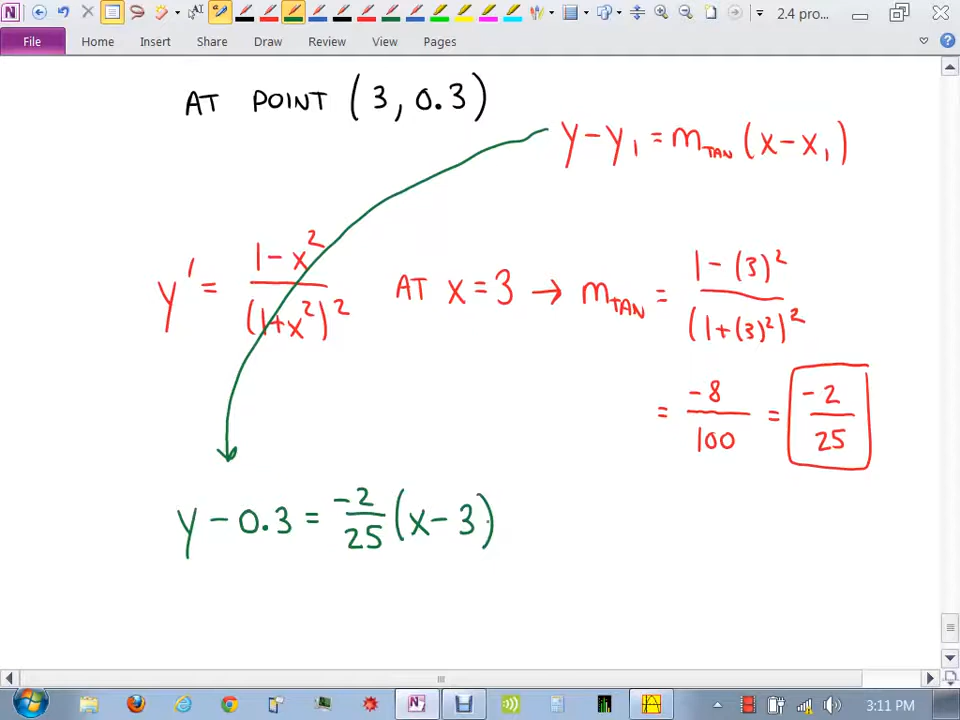 2.4 pro...
File Home Insert Share Draw Review View Pages
AT POINT (3, 0.3)
y - y₁ = m_TAN (x - x₁)
y' = (1 - x²)/(1+x²)² AT x = 3 → m_TAN = (1 - (3)²)/(1+(3)²)²
= -8/100 = -2/25
y - 0.3 = -2/25 (x - 3)
3:11 PM